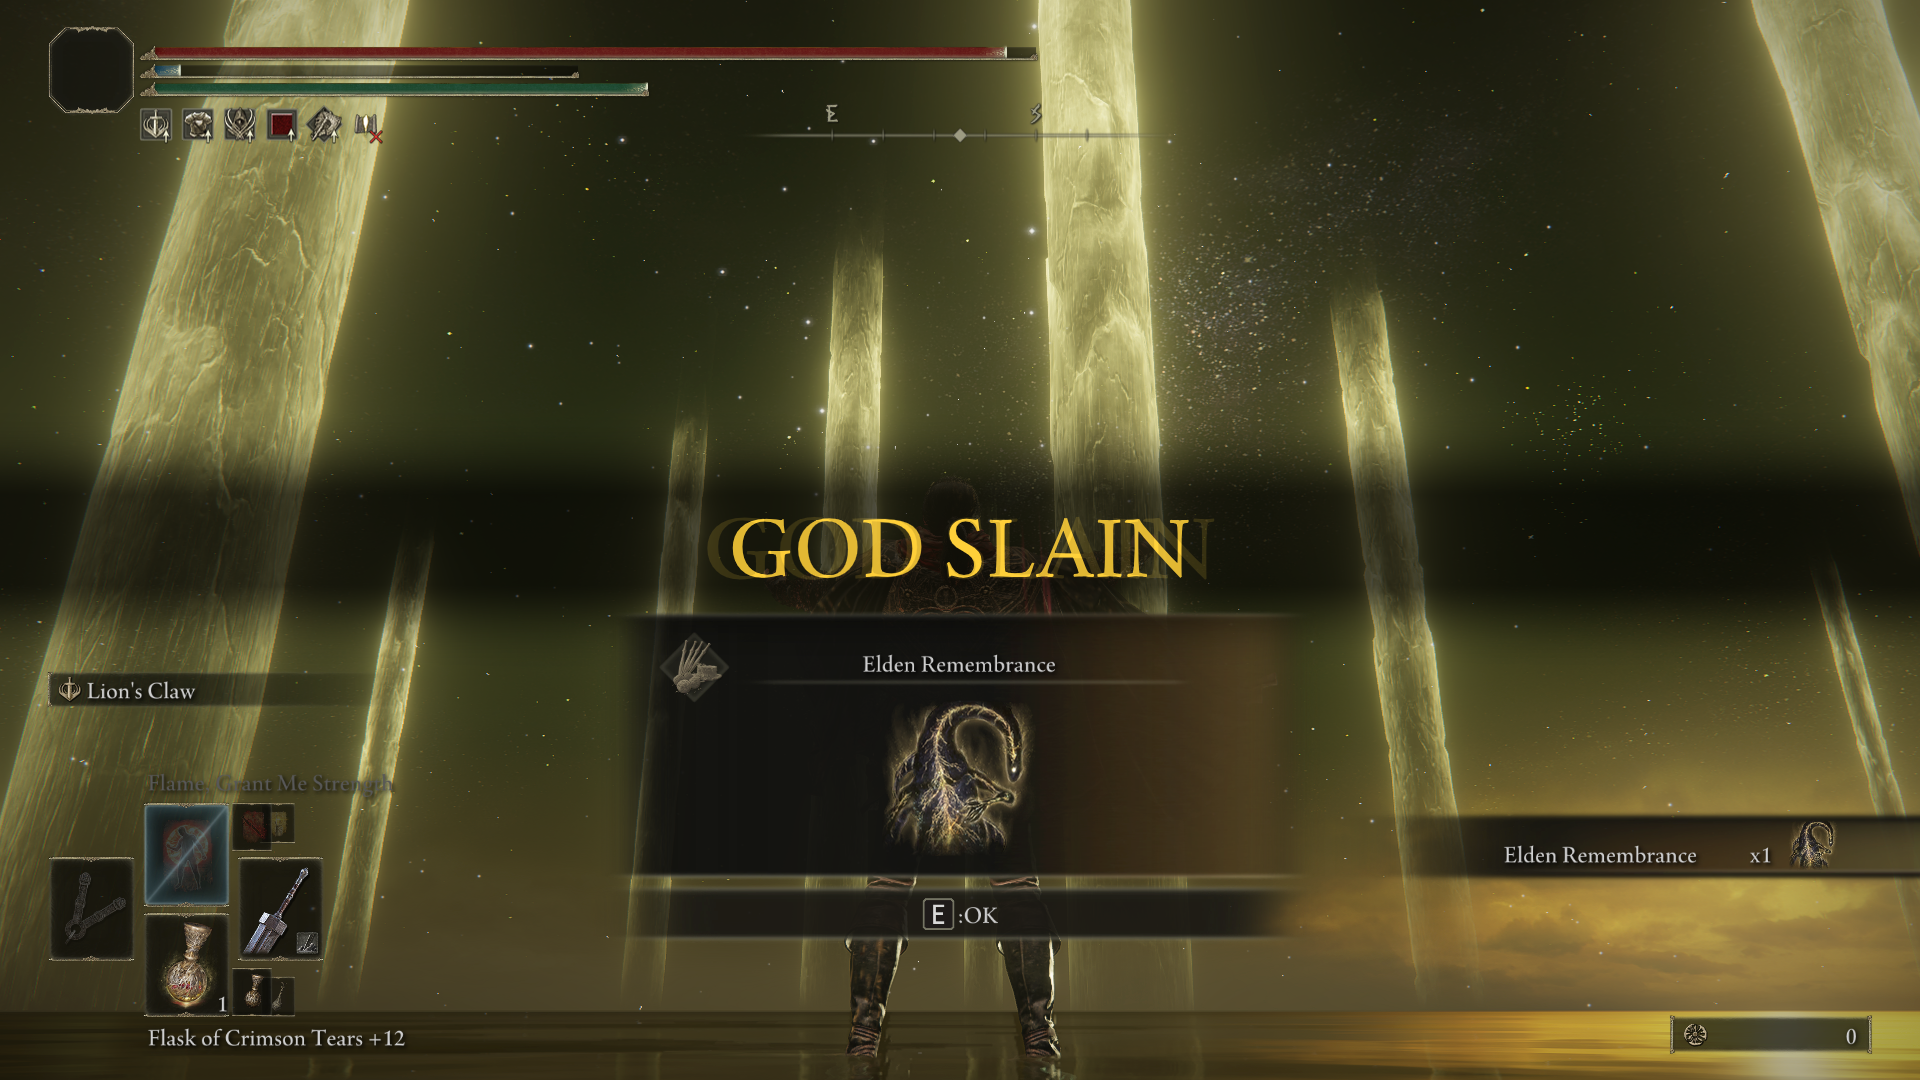 E S
GOD SLAIN
Elden Remembrance
Lion's Claw
Flame, Grant Me Strength
Elden Remembrance x1
E :OK
1
Flask of Crimson Tears +12
0